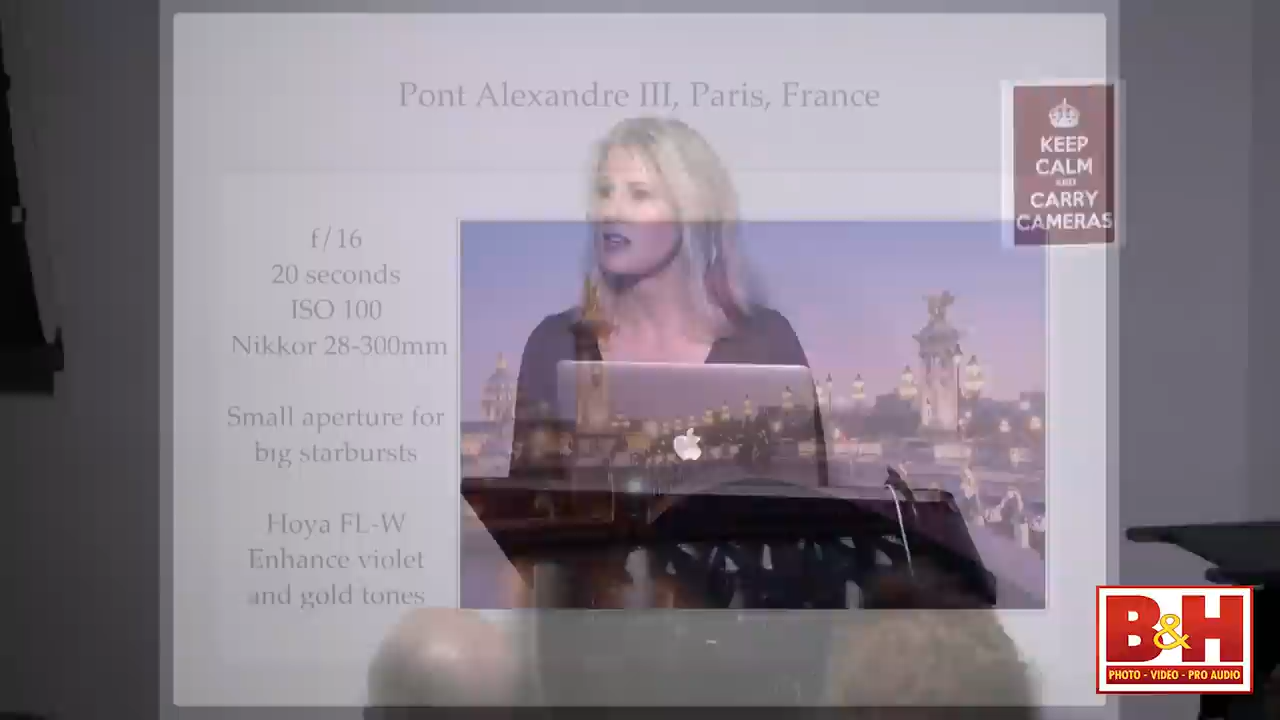 Pont Alexandre III, Paris, France
KEEP
CALM
AND
CARRY
CAMERAS
f/16
20 seconds
ISO 100
Nikkor 28-300mm
Small aperture for
big starbursts
Hoya FL-W
Enhance violet
and gold tones
B&H
PHOTO - VIDEO - PRO AUDIO